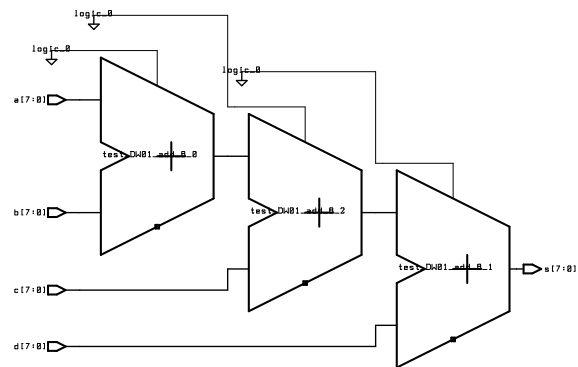 logic_0
logic_0
logic_0
a[7:0]
test_DW01_add_8_0
b[7:0]
test_DW01_add_8_2
test_DW01_add_8_1
s[7:0]
c[7:0]
d[7:0]